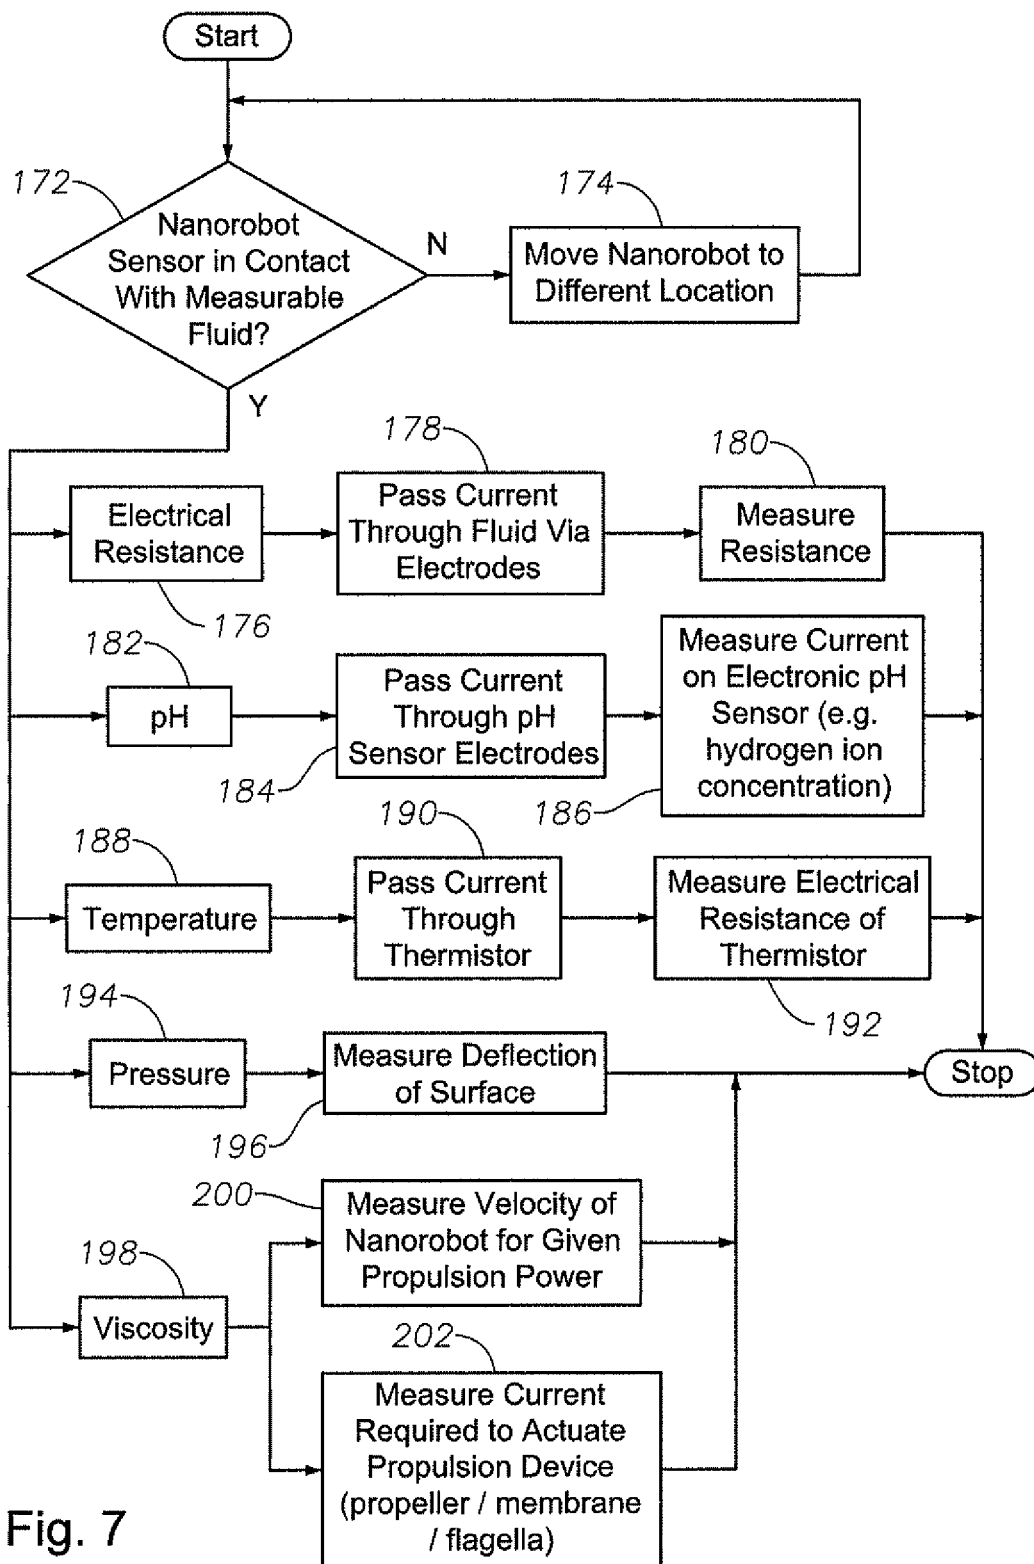 Start
172
Nanorobot
Sensor in Contact
With Measurable
Fluid?
N
174
Move Nanorobot to
Different Location
Y
Electrical
Resistance
176
178
Pass Current
Through Fluid Via
Electrodes
180
Measure
Resistance
182
pH
Pass Current
Through pH
Sensor Electrodes
184
Measure Current
on Electronic pH
Sensor (e.g.
hydrogen ion
concentration)
186
188
Temperature
190
Pass Current
Through
Thermistor
Measure Electrical
Resistance of
Thermistor
192
194
Pressure
Measure Deflection
of Surface
196
Stop
198
Viscosity
200
Measure Velocity of
Nanorobot for Given
Propulsion Power
202
Measure Current
Required to Actuate
Propulsion Device
(propeller / membrane
/ flagella)
Fig. 7